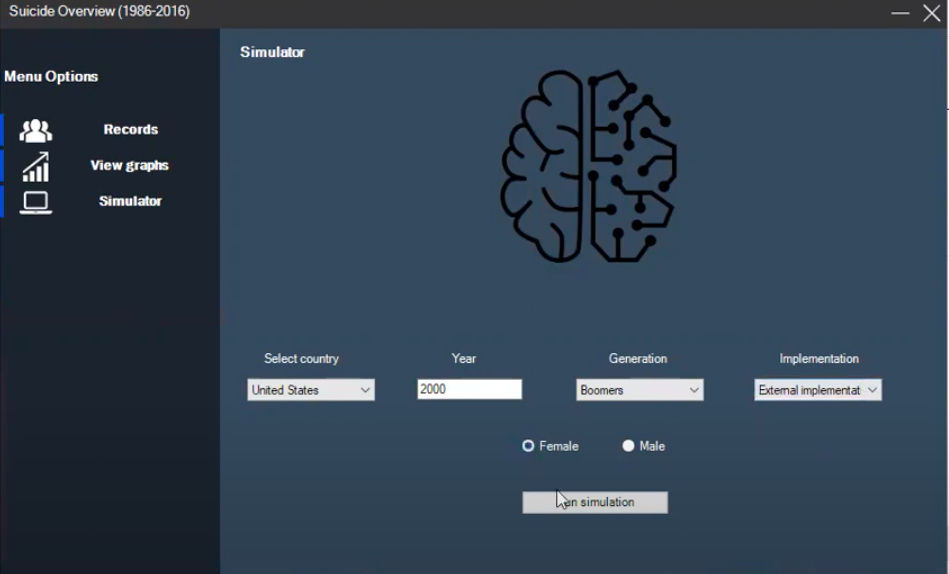 Suicide Overview (1986-2016)
Menu Options
Records
View graphs
Simulator
Simulator
Select country
Year
Generation
Implementation
United States
2000
Boomers
External implementat
Female
Male
simulation